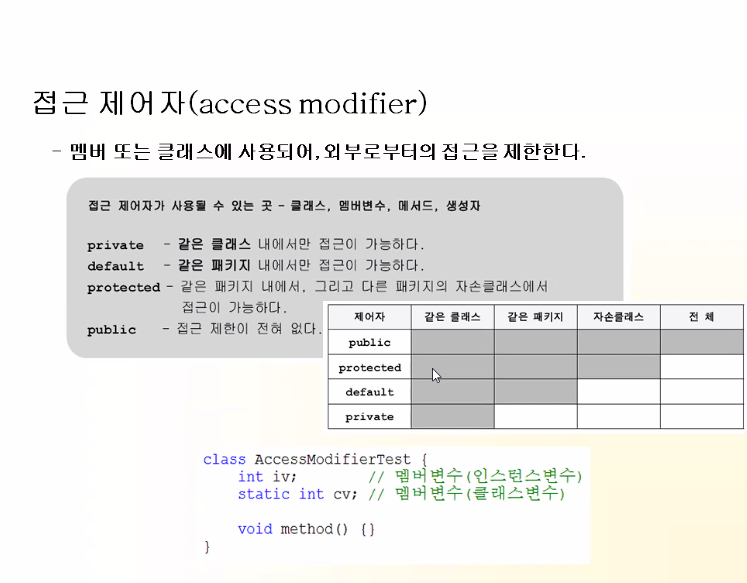 접근 제어자(access modifier)
- 멤버 또는 클래스에 사용되어, 외부로부터의 접근을 제한한다.
접근 제어자가 사용될 수 있는 곳 - 클래스, 멤버변수, 메서드, 생성자
private - 같은 클래스 내에서만 접근이 가능하다.
default - 같은 패키지 내에서만 접근이 가능하다.
protected - 같은 패키지 내에서, 그리고 다른 패키지의 자손클래스에서
접근이 가능하다.
public - 접근 제한이 전혀 없다.
제어자 같은 클래스 같은 패키지 자손클래스 전 체
public
protected
default
private
class AccessModifierTest {
int iv; // 멤버변수(인스턴스변수)
static int cv; // 멤버변수(클래스변수)
void method() {}
}